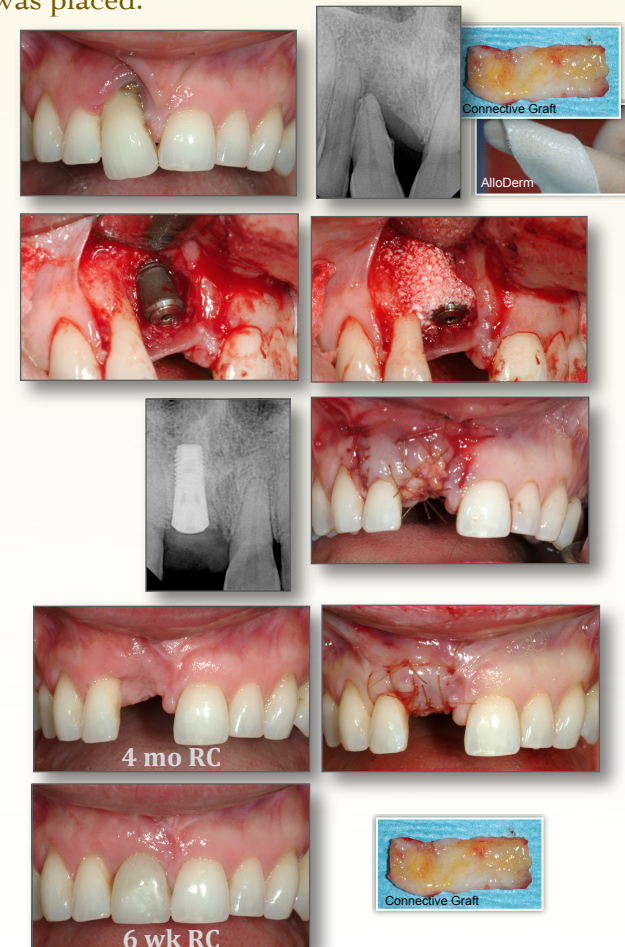 was placed.
Connective Graft
AlloDerm
4 mo RC
6 wk RC
Connective Graft